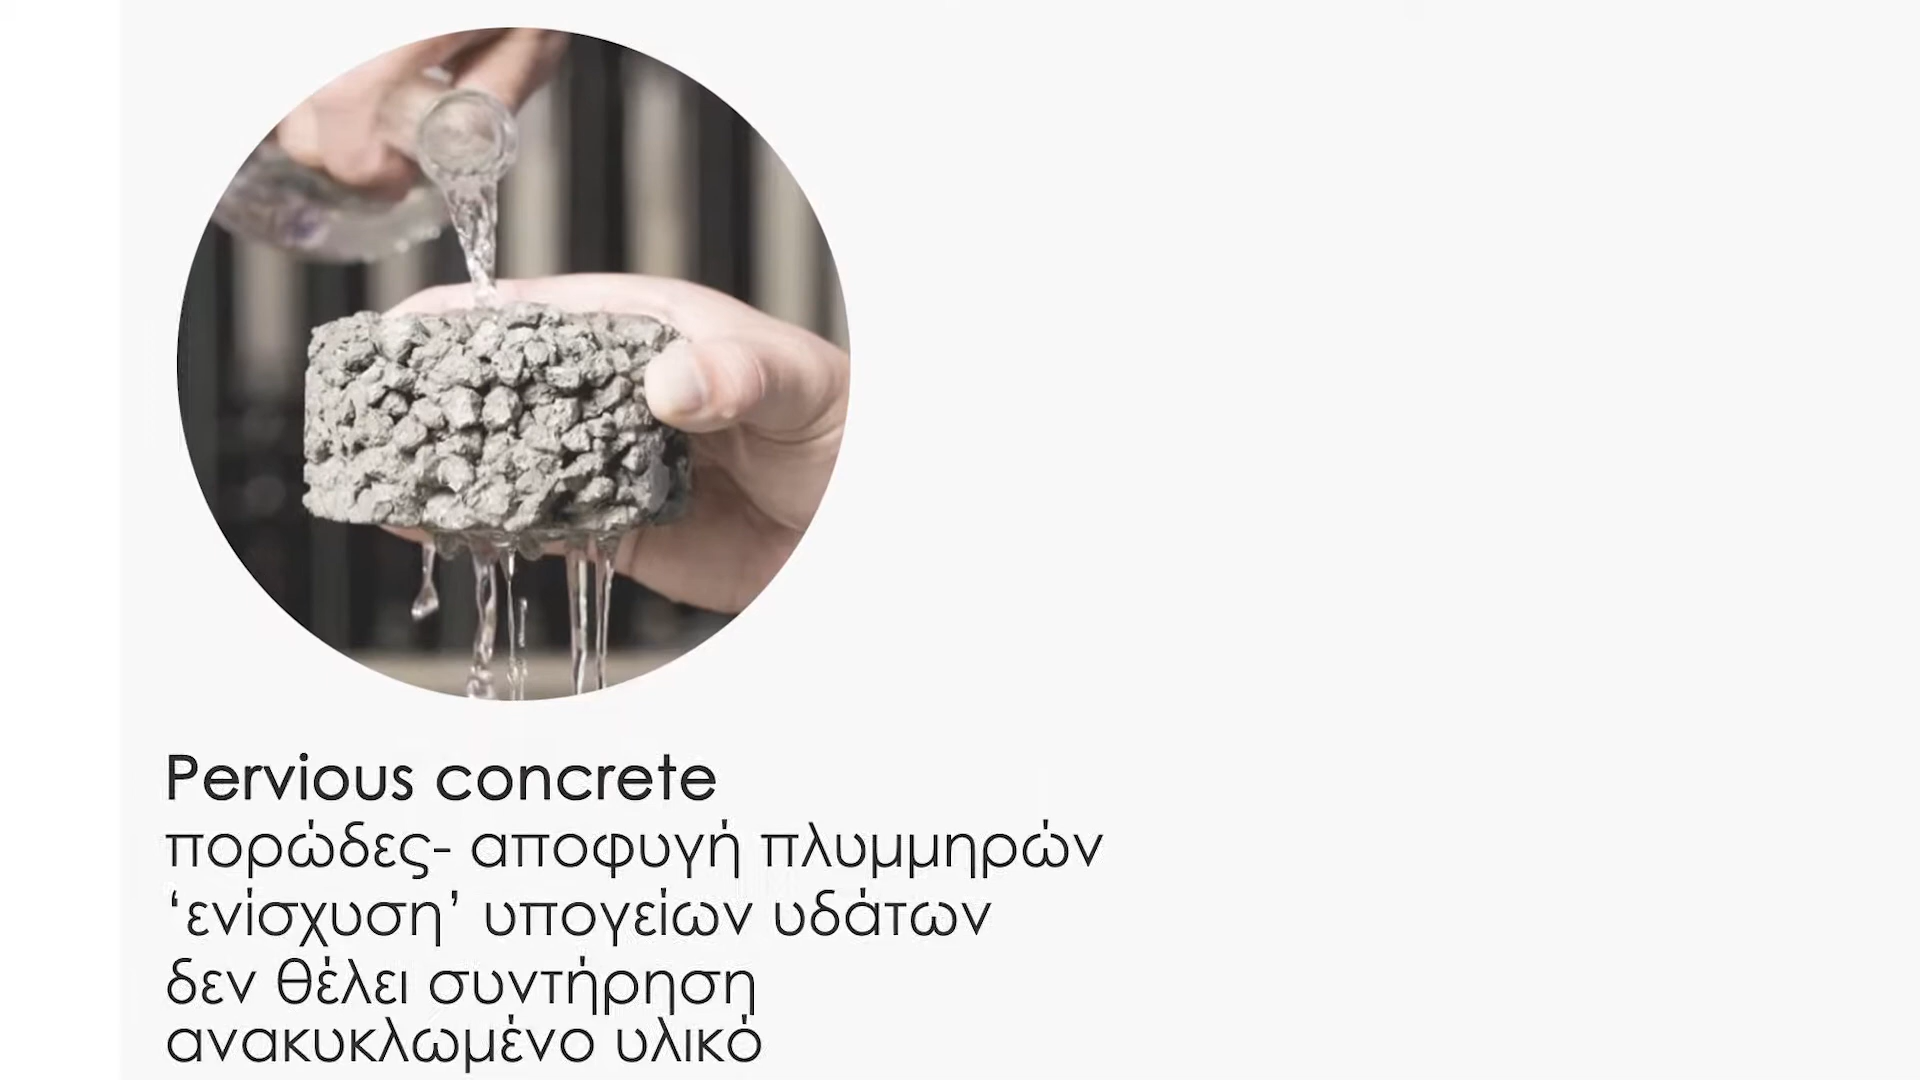 Pervious concrete
πορώδες- αποφυγή πλυμμηρών
‘ενίσχυση’ υπογείων υδάτων
δεν θέλει συντήρηση
ανακυκλωμένο υλικό